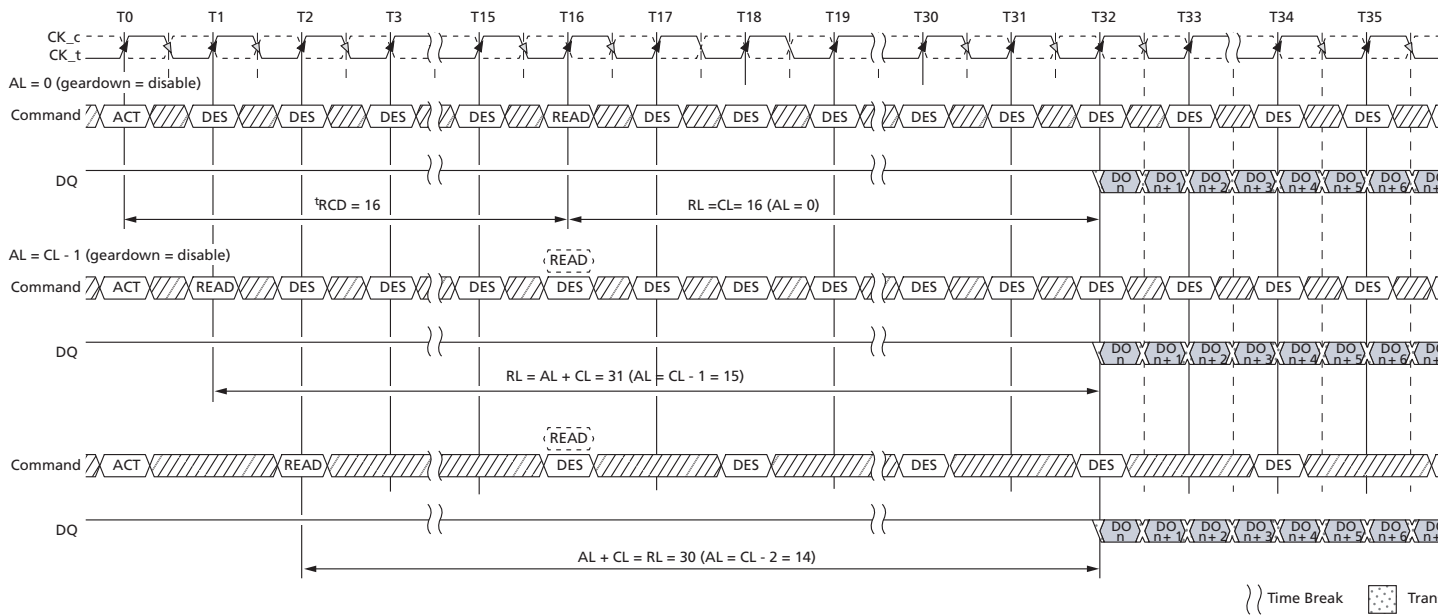 T0 T1 T2 T3 T15 T16 T17 T18 T19 T30 T31 T32 T33 T34 T35
CK_c
CK_t
AL = 0 (geardown = disable)
Command ACT DES DES DES DES READ DES DES DES DES DES DES DES DES DES
DQ DO n DO n + 1 DO n + 2 DO n + 3 DO n + 4 DO n + 5 DO n + 6
tRCD = 16 RL =CL= 16 (AL = 0)
AL = CL - 1 (geardown = disable)
READ
Command ACT READ DES DES DES DES DES DES DES DES DES DES DES DES DES
DQ DO n DO n + 1 DO n + 2 DO n + 3 DO n + 4 DO n + 5 DO n + 6
RL = AL + CL = 31 (AL = CL - 1 = 15)
READ
Command ACT READ DES DES DES DES DES
DQ DO n DO n + 1 DO n + 2 DO n + 3 DO n + 4 DO n + 5 DO n + 6
AL + CL = RL = 30 (AL = CL - 2 = 14)
Time Break Tran